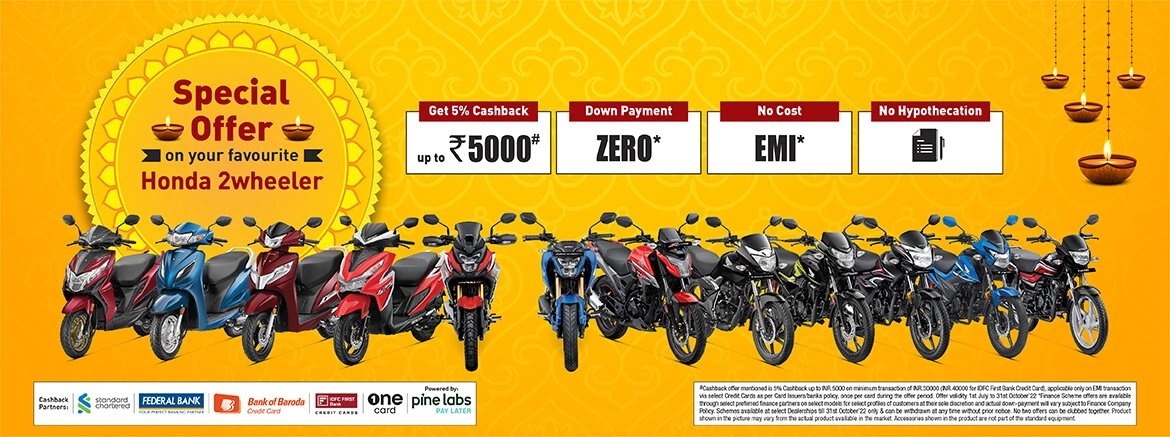 Special
Offer
on your favourite
Honda 2wheeler
Get 5% Cashback
up to ₹5000#
Down Payment
ZERO*
No Cost
EMI*
No Hypothecation
Cashback
Partners:
standard
chartered
FEDERAL BANK
YOUR PERFECT BANKING PARTNER
Bank of Baroda
Credit Card
IDFC FIRST
Bank
CREDIT CARDS
one
card
Powered by:
pine labs
PAY LATER
#Cashback offer mentioned is 5% Cashback up to INR 5000 on minimum transaction of INR 30000 (INR 40000 for IDFC First Bank Credit Card), applicable only on EMI transaction
via select Credit Cards as per Card Issuers/banks policy, once per card during the offer period. Offer validity 1st July to 31st October'22 *Finance Scheme offers are available
through select preferred finance partners on select models for select profiles of customers at their sole discretion and actual down-payment will vary subject to Finance Company
Policy. Schemes available at select Dealerships till 31st October'22 only & can be withdrawn at any time without prior notice. No two offers can be clubbed together. Product
shown in the picture may vary from the actual product available in the market. Accessories shown in the product are not part of the standard equipment.